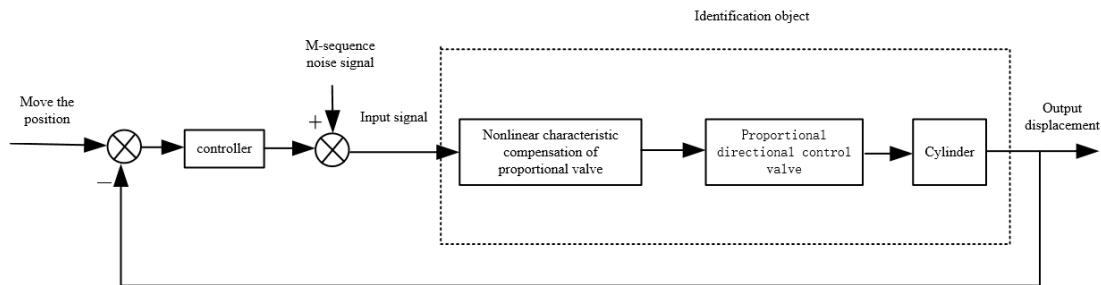 Identification object
M-sequence
noise signal
Move the
position
+
Input signal
Output
displacement
controller
Nonlinear characteristic
compensation of
proportional valve
Proportional
directional control
valve
Cylinder
—